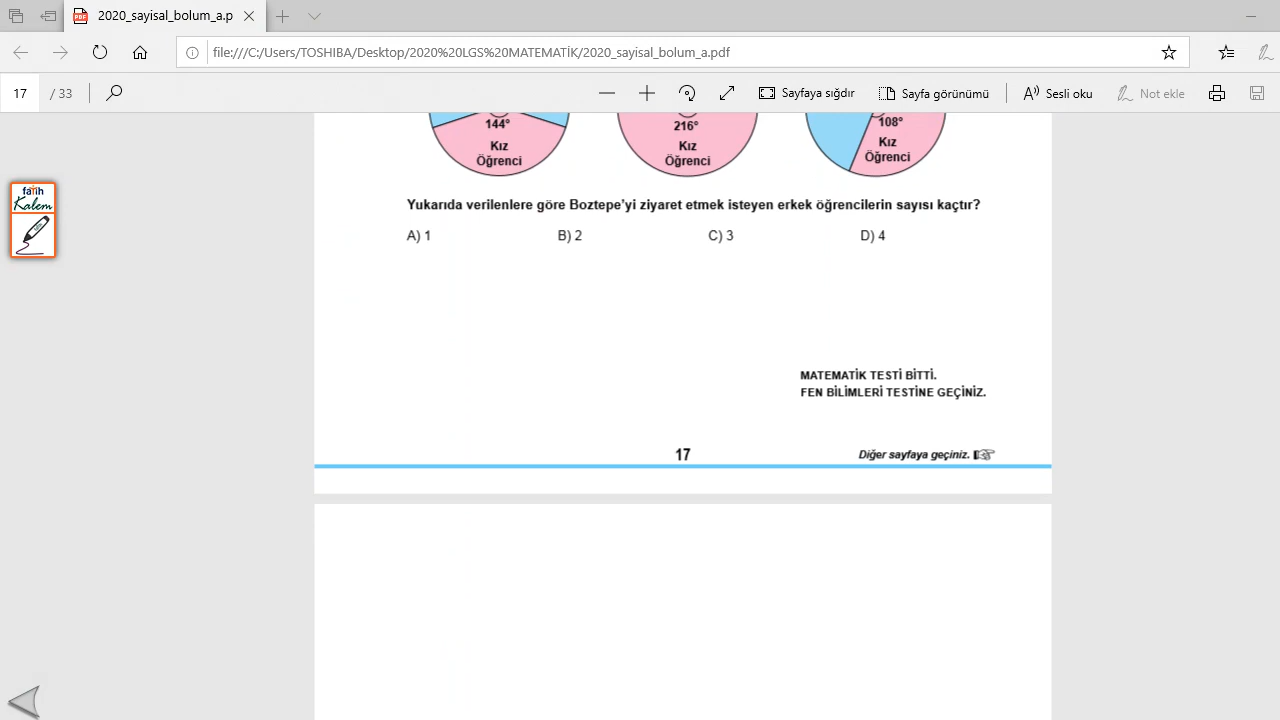 2020_sayisal_bolum_a.p
file:///C:/Users/TOSHIBA/Desktop/2020%20LGS%20MATEMATİK/2020_sayisal_bolum_a.pdf
17 / 33 Sayfaya sığdır Sayfa görünümü Sesli oku Not ekle
144° 216° 108°
Kız Kız Kız
Öğrenci Öğrenci Öğrenci
fatih
Kalem
Yukarıda verilenlere göre Boztepe'yi ziyaret etmek isteyen erkek öğrencilerin sayısı kaçtır?
A) 1 B) 2 C) 3 D) 4
MATEMATİK TESTİ BİTTİ.
FEN BİLİMLERİ TESTİNE GEÇİNİZ.
17 Diğer sayfaya geçiniz.